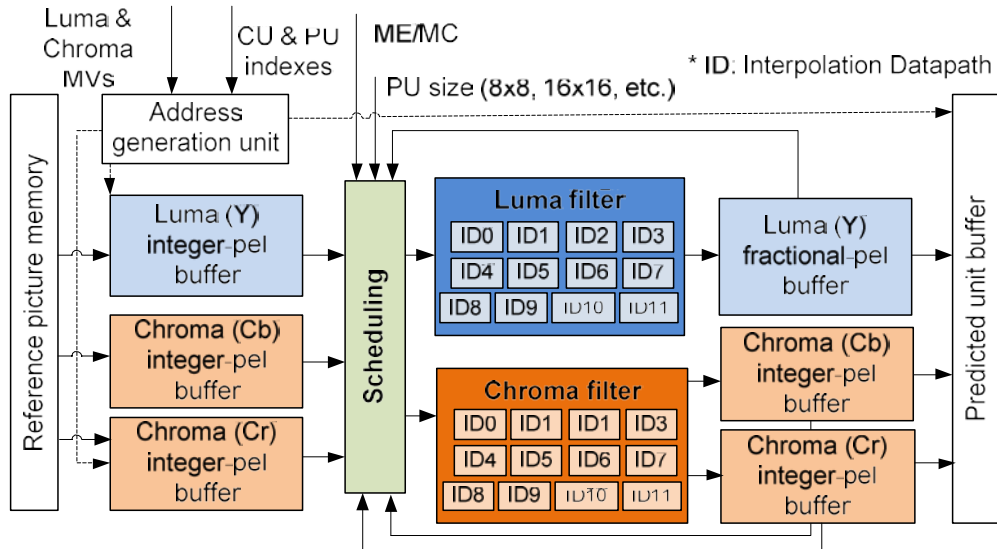 Luma &
Chroma
MVs
CU & PU
indexes
ME/MC
PU size (8x8, 16x16, etc.)
* ID: Interpolation Datapath
Reference picture memory
Address
generation unit
Luma (Y)
integer-pel
buffer
Chroma (Cb)
integer-pel
buffer
Chroma (Cr)
integer-pel
buffer
Scheduling
Luma filter
ID0 ID1 ID2 ID3
ID4 ID5 ID6 ID7
ID8 ID9 ID10 ID11
Chroma filter
ID0 ID1 ID1 ID3
ID4 ID5 ID6 ID7
ID8 ID9 ID10 ID11
Luma (Y)
fractional-pel
buffer
Chroma (Cb)
integer-pel
buffer
Chroma (Cr)
integer-pel
buffer
Predicted unit buffer